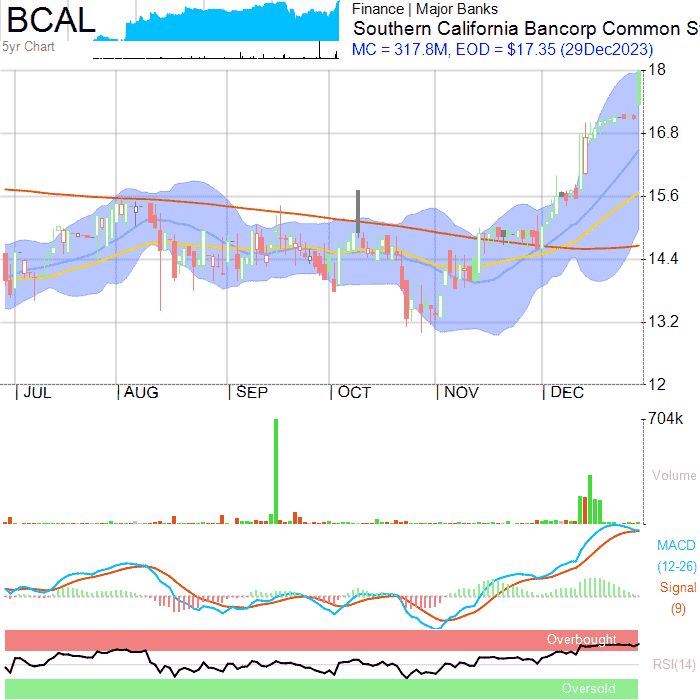 BCAL
5yr Chart
Finance | Major Banks
Southern California Bancorp Common S
MC = 317.8M, EOD = $17.35 (29Dec2023)
18
16.8
15.6
14.4
13.2
12
JUL AUG SEP OCT NOV DEC
704k
Volume
MACD
(12-26)
Signal
(9)
Overbought
RSI(14)
Oversold